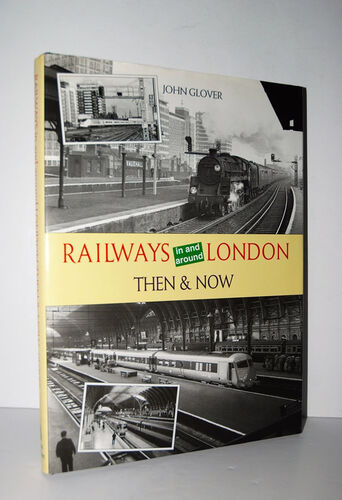 JOHN GLOVER
RAILWAYS in and around LONDON
THEN & NOW